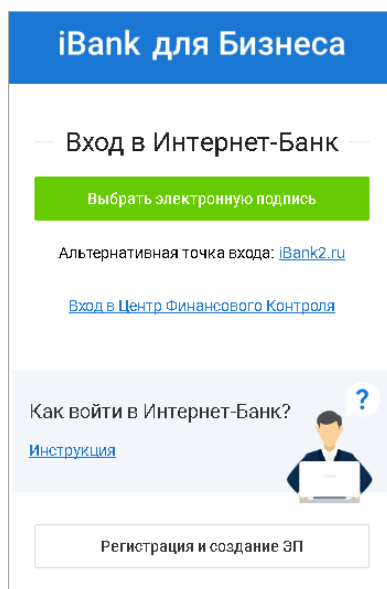 iBank для Бизнеса
Вход в Интернет-Банк
Выбрать электронную подпись
Альтернативная точка входа: iBank2.ru
Вход в Центр Финансового Контроля
?
Как войти в Интернет-Банк?
Инструкция
Регистрация и создание ЭП